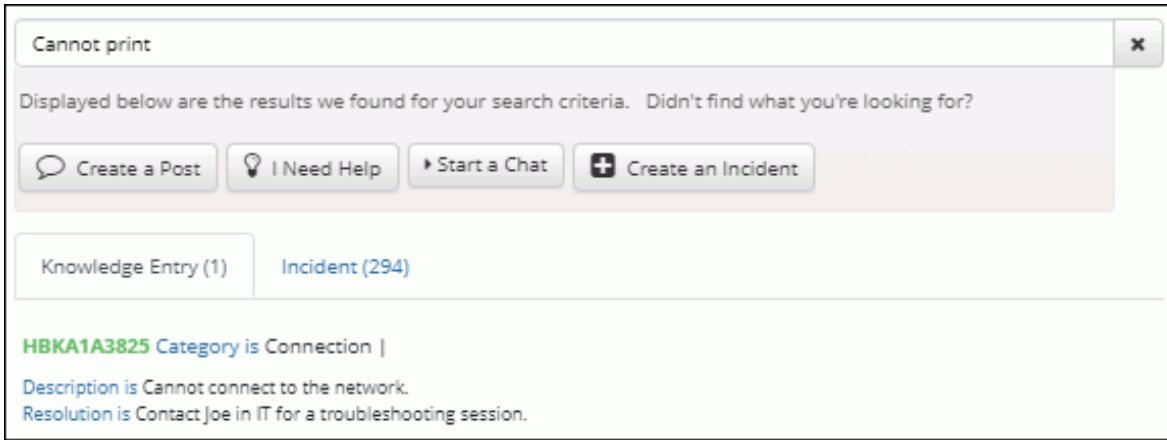 Cannot print
Displayed below are the results we found for your search criteria. Didn't find what you're looking for?
Create a Post I Need Help Start a Chat Create an Incident
Knowledge Entry (1) Incident (294)
HBKA1A3825 Category is Connection |
Description is Cannot connect to the network.
Resolution is Contact Joe in IT for a troubleshooting session.